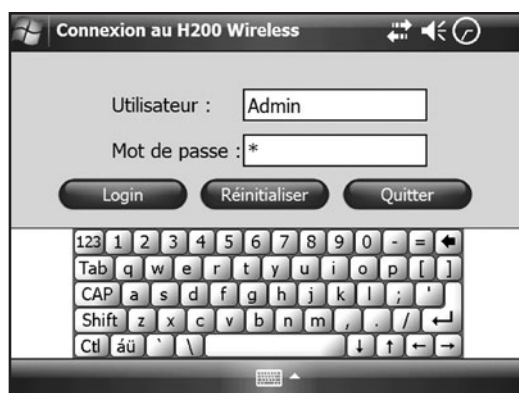 Connexion au H200 Wireless
Utilisateur : Admin
Mot de passe : *
Login Réinitialiser Quitter
123 1 2 3 4 5 6 7 8 9 0 - = 
Tab q w e r t y u i o p [ ]
CAP a s d f g h j k l ; '
Shift z x c v b n m , . /
Ctl áü ` \ ↓ ↑ ← →